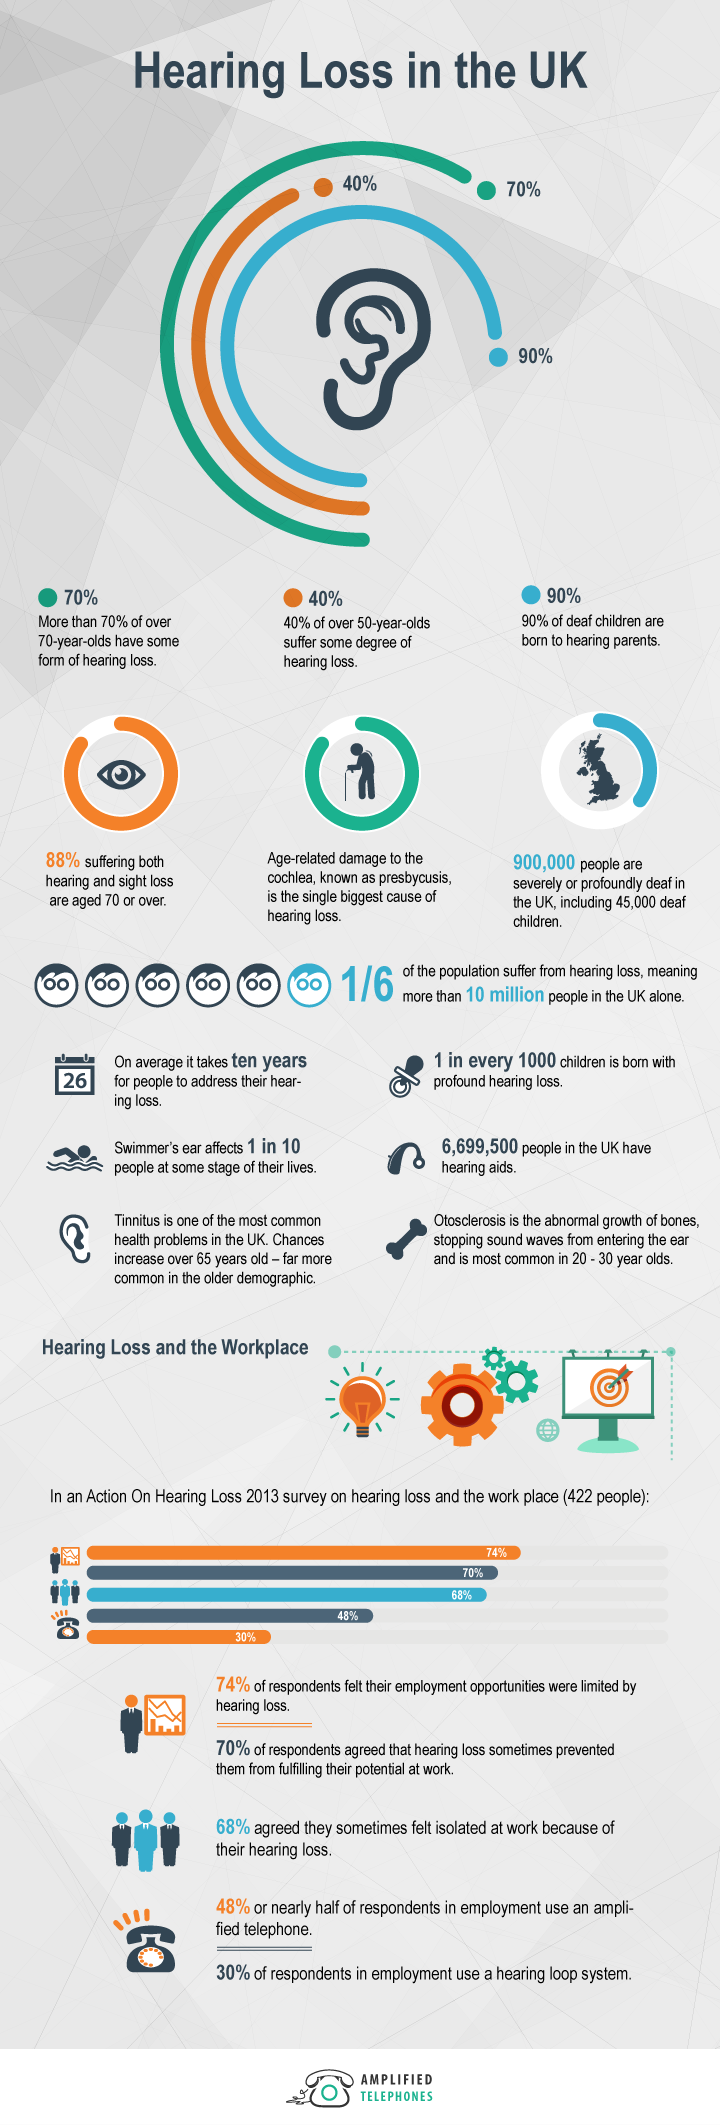 Hearing Loss in the UK
40%
70%
90%
70%
More than 70% of over
70-year-olds have some
form of hearing loss.
40%
40% of over 50-year-olds
suffer some degree of
hearing loss.
90%
90% of deaf children are
born to hearing parents.
88% suffering both
hearing and sight loss
are aged 70 or over.
Age-related damage to the
cochlea, known as presbycusis,
is the single biggest cause of
hearing loss.
900,000 people are
severely or profoundly deaf in
the UK, including 45,000 deaf
children.
1/6
of the population suffer from hearing loss, meaning
more than 10 million people in the UK alone.
26
On average it takes ten years
for people to address their hear-
ing loss.
1 in every 1000 children is born with
profound hearing loss.
Swimmer's ear affects 1 in 10
people at some stage of their lives.
6,699,500 people in the UK have
hearing aids.
Tinnitus is one of the most common
health problems in the UK. Chances
increase over 65 years old – far more
common in the older demographic.
Otosclerosis is the abnormal growth of bones,
stopping sound waves from entering the ear
and is most common in 20 - 30 year olds.
Hearing Loss and the Workplace
In an Action On Hearing Loss 2013 survey on hearing loss and the work place (422 people):
74%
70%
68%
48%
30%
74% of respondents felt their employment opportunities were limited by
hearing loss.
70% of respondents agreed that hearing loss sometimes prevented
them from fulfilling their potential at work.
68% agreed they sometimes felt isolated at work because of
their hearing loss.
48% or nearly half of respondents in employment use an ampli-
fied telephone.
30% of respondents in employment use a hearing loop system.
AMPLIFIED
TELEPHONES